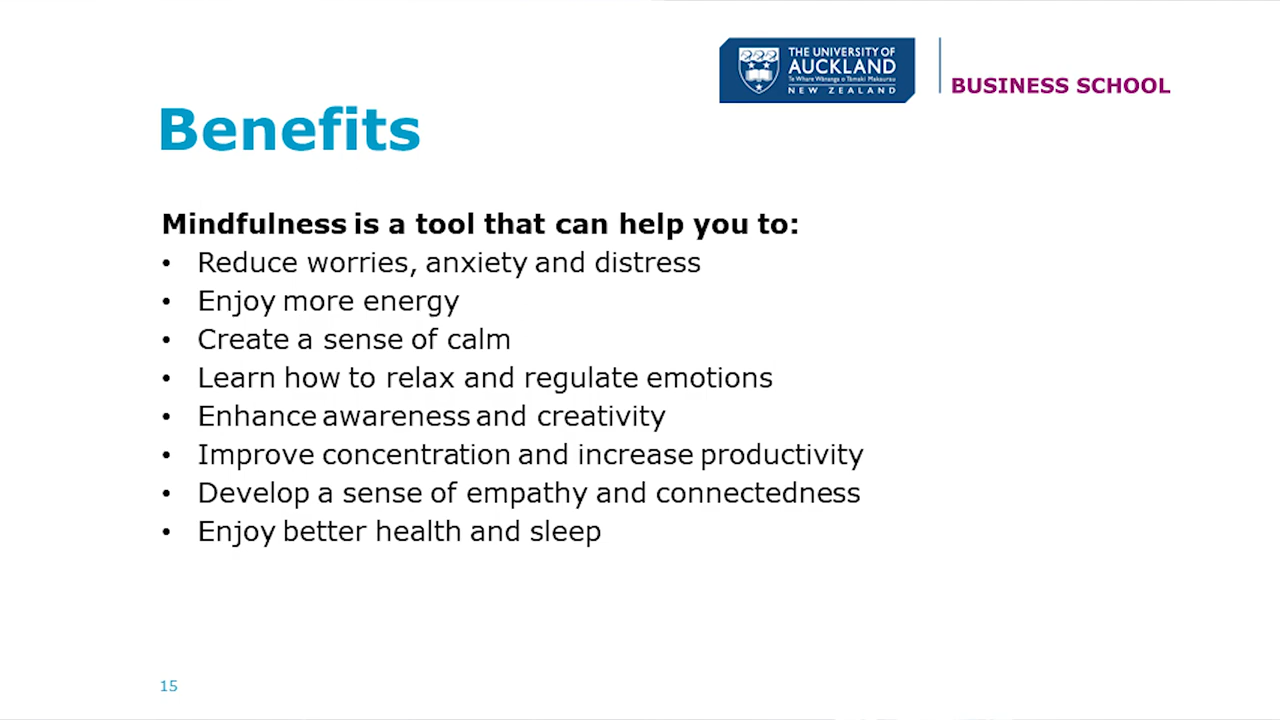 THE UNIVERSITY OF
AUCKLAND
Te Whare Wānanga o Tāmaki Makaurau
NEW ZEALAND
BUSINESS SCHOOL
Benefits
Mindfulness is a tool that can help you to:
• Reduce worries, anxiety and distress
• Enjoy more energy
• Create a sense of calm
• Learn how to relax and regulate emotions
• Enhance awareness and creativity
• Improve concentration and increase productivity
• Develop a sense of empathy and connectedness
• Enjoy better health and sleep
15